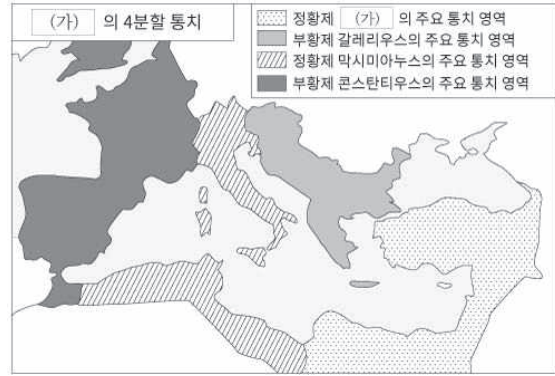 (가) 의 4분할 통치
정황제 (가) 의 주요 통치 영역
부황제 갈레리우스의 주요 통치 영역
정황제 막시미아누스의 주요 통치 영역
부황제 콘스탄티우스의 주요 통치 영역